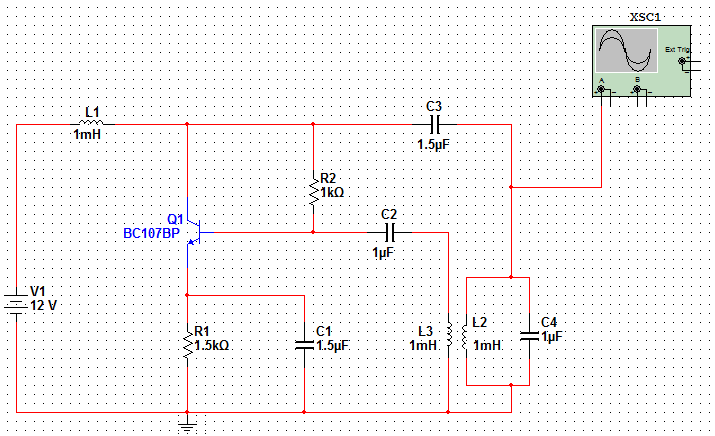 XSC1
Ext Trig
+
_
A
B
+ _ + _
L1
1mH
C3
1.5µF
R2
1kΩ
Q1
BC107BP
C2
1µF
V1
12 V
R1
1.5kΩ
C1
1.5µF
L3
1mH
L2
1mH
C4
1µF